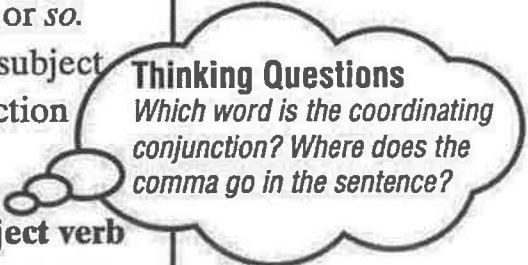 or so.
subject
ction
ject verb
Thinking Questions
Which word is the coordinating
conjunction? Where does the
comma go in the sentence?